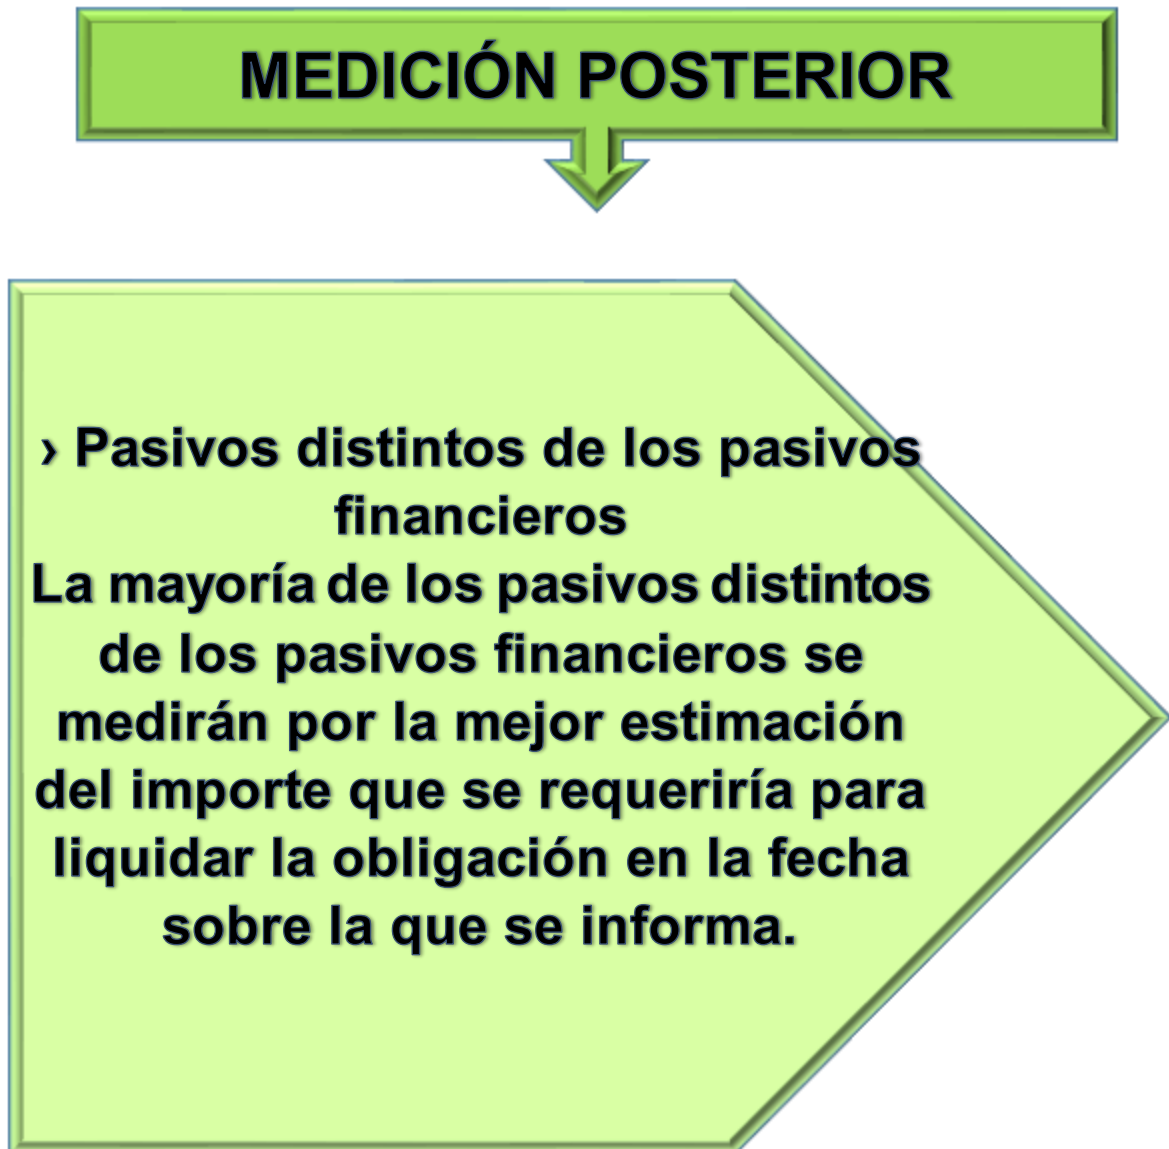 MEDICIÓN POSTERIOR
› Pasivos distintos de los pasivos
financieros
La mayoría de los pasivos distintos
de los pasivos financieros se
medirán por la mejor estimación
del importe que se requeriría para
liquidar la obligación en la fecha
sobre la que se informa.